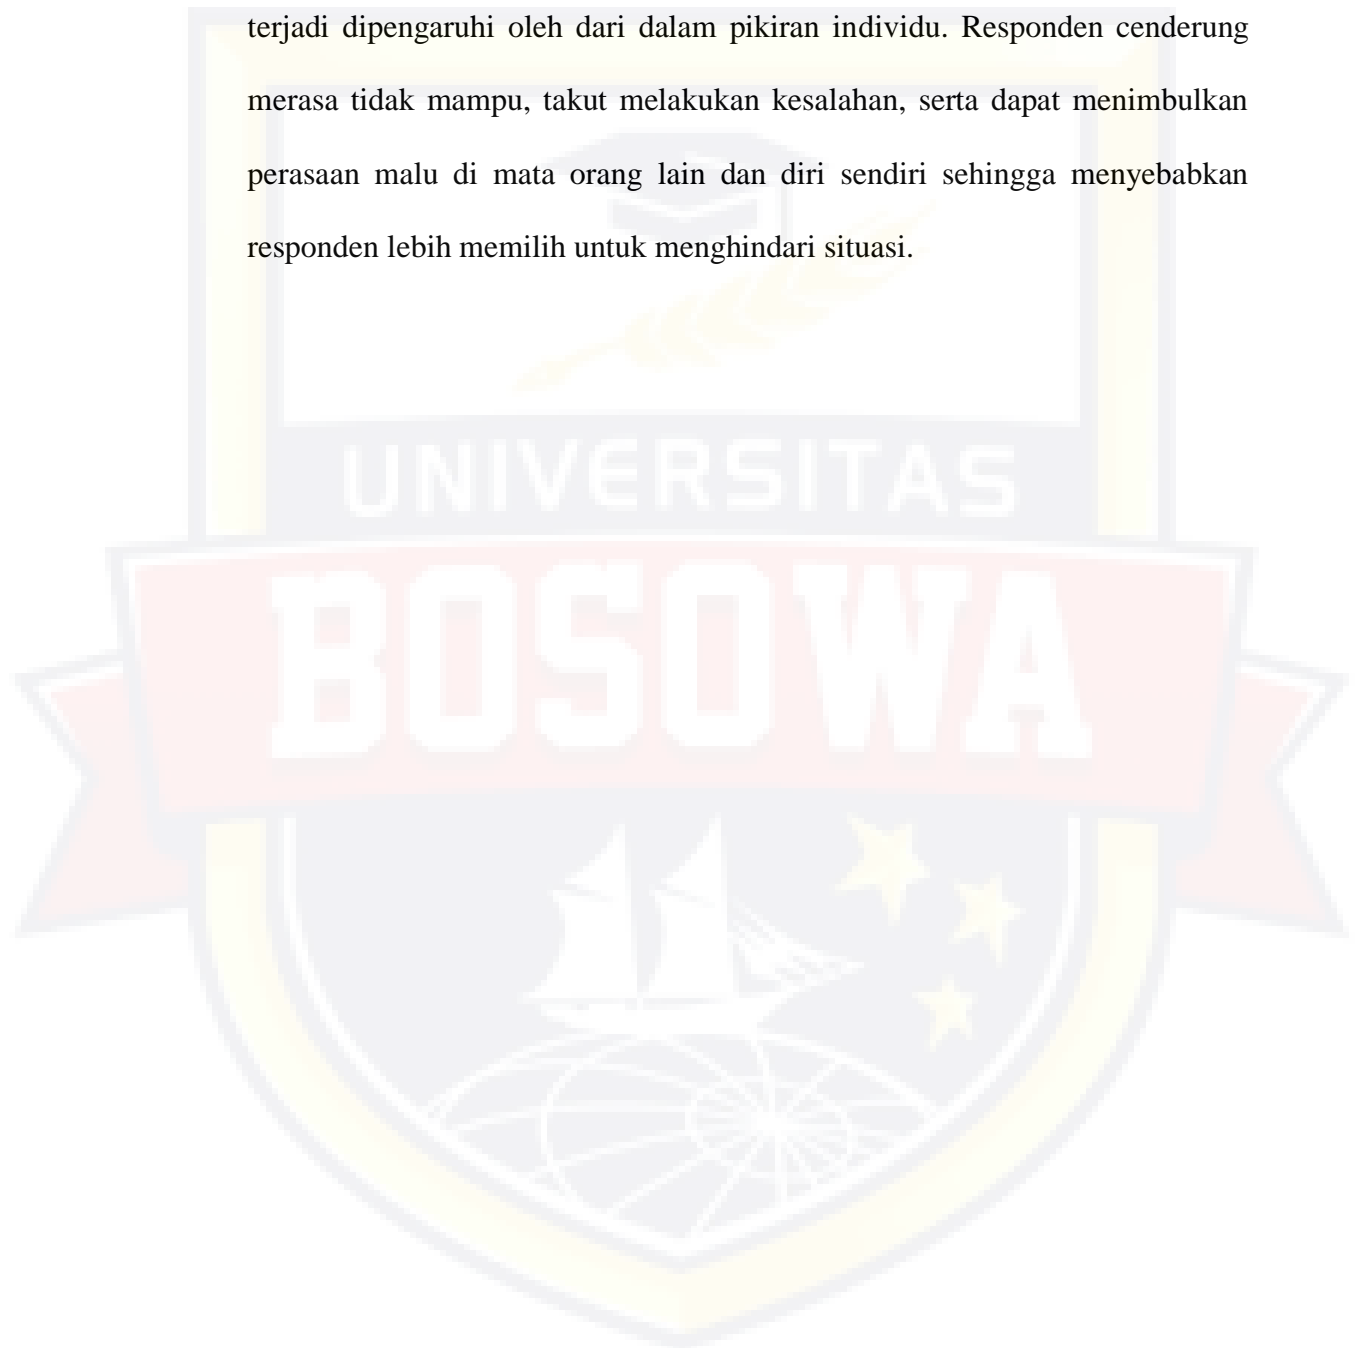 terjadi dipengaruhi oleh dari dalam pikiran individu. Responden cenderung
merasa tidak mampu, takut melakukan kesalahan, serta dapat menimbulkan
perasaan malu di mata orang lain dan diri sendiri sehingga menyebabkan
responden lebih memilih untuk menghindari situasi.
UNIVERSITAS
BOSOWA